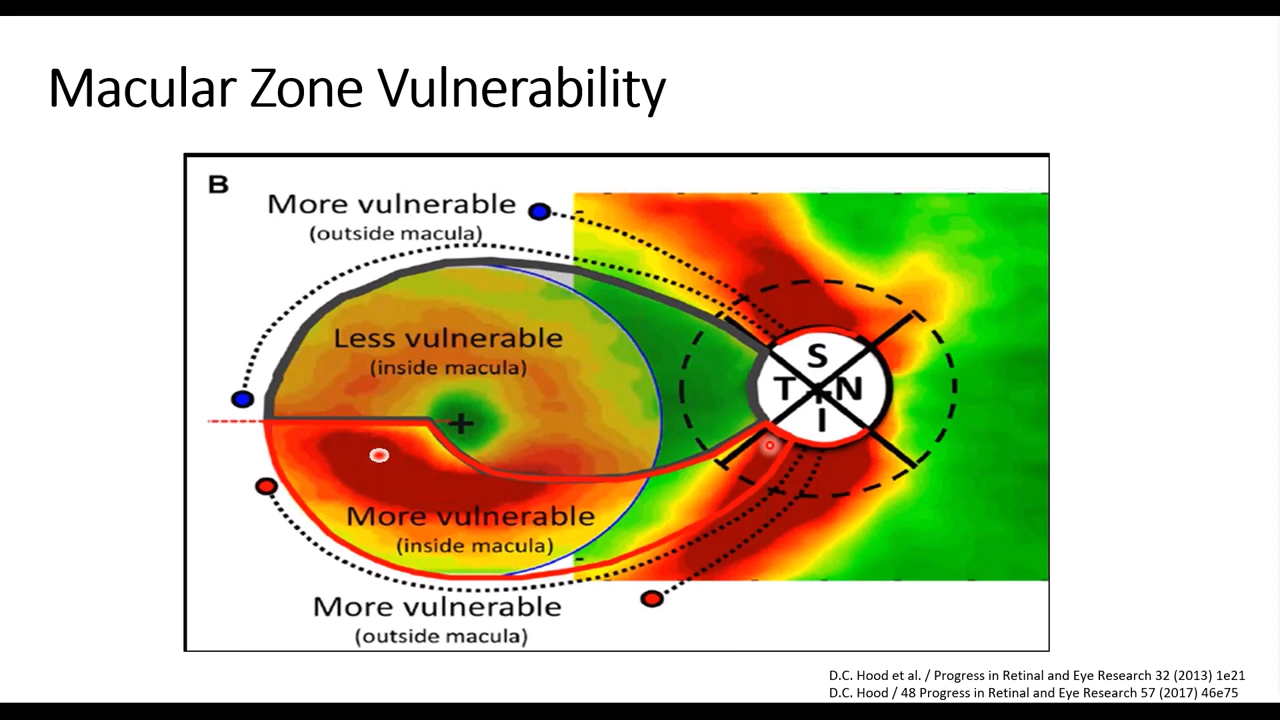 Macular Zone Vulnerability
B
More vulnerable
(outside macula)
Less vulnerable
(inside macula)
S
T N
I
More vulnerable
(inside macula)
More vulnerable
(outside macula)
D.C. Hood et al. / Progress in Retinal and Eye Research 32 (2013) 1e21
D.C. Hood / 48 Progress in Retinal and Eye Research 57 (2017) 46e75